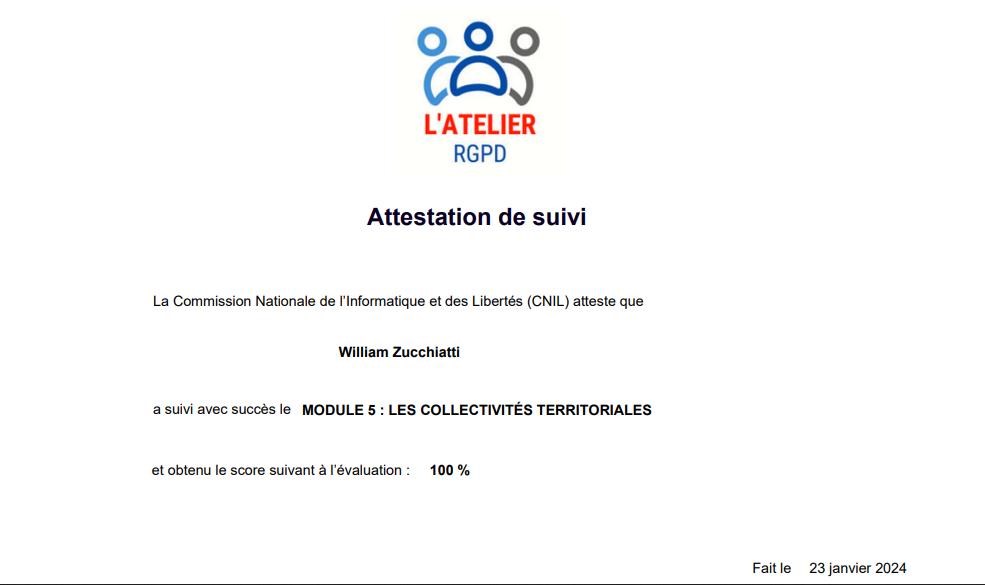 L'ATELIER
RGPD
Attestation de suivi
La Commission Nationale de l’Informatique et des Libertés (CNIL) atteste que
William Zucchiatti
a suivi avec succès le MODULE 5 : LES COLLECTIVITÉS TERRITORIALES
et obtenu le score suivant à l’évaluation : 100 %
Fait le 23 janvier 2024